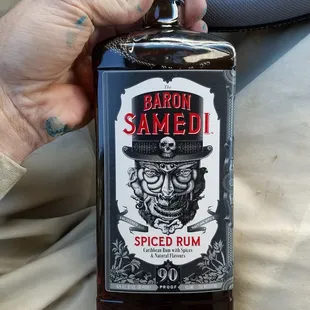 The
BARON
SAMEDI
SPICED RUM
Caribbean Rum with Spices
& Natural Flavours
90
PROOF